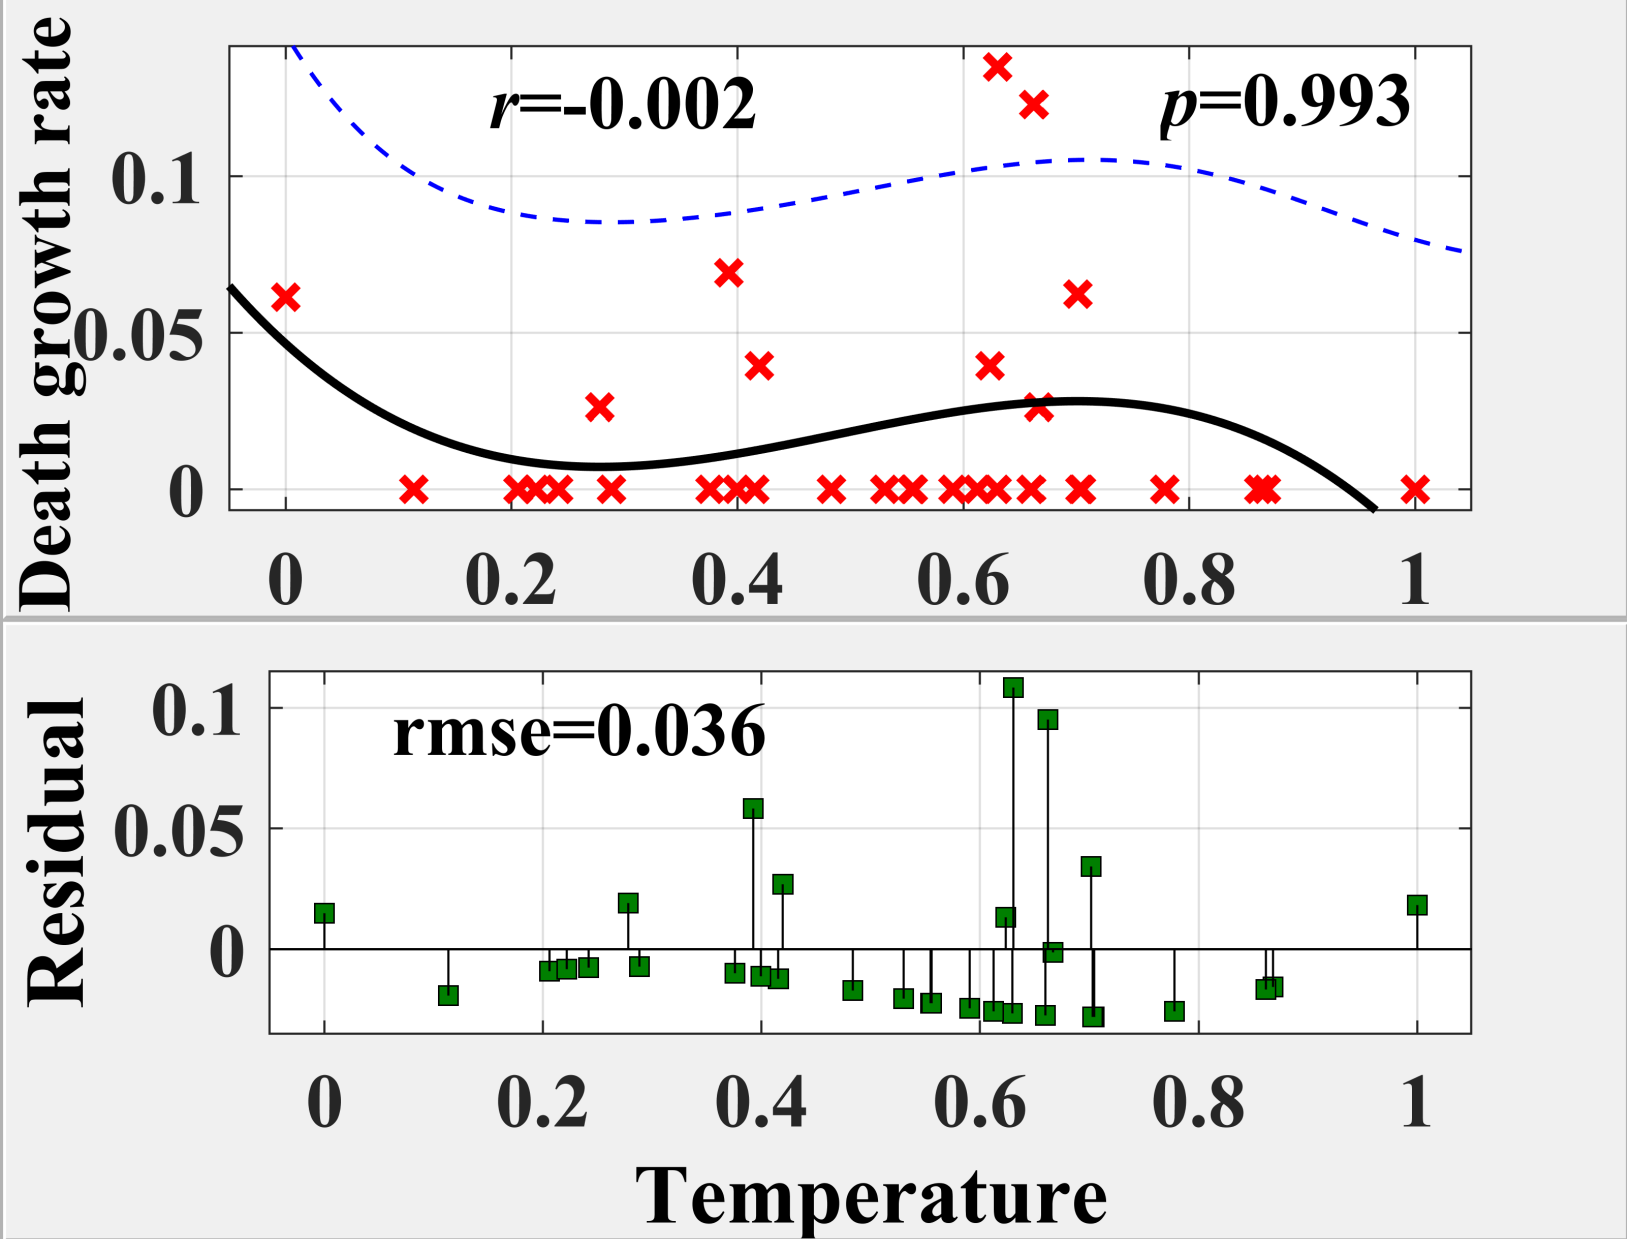 Death growth rate
r=-0.002
p=0.993
0.1
0.05
0
0 0.2 0.4 0.6 0.8 1
Residual
rmse=0.036
0.1
0.05
0
0 0.2 0.4 0.6 0.8 1
Temperature